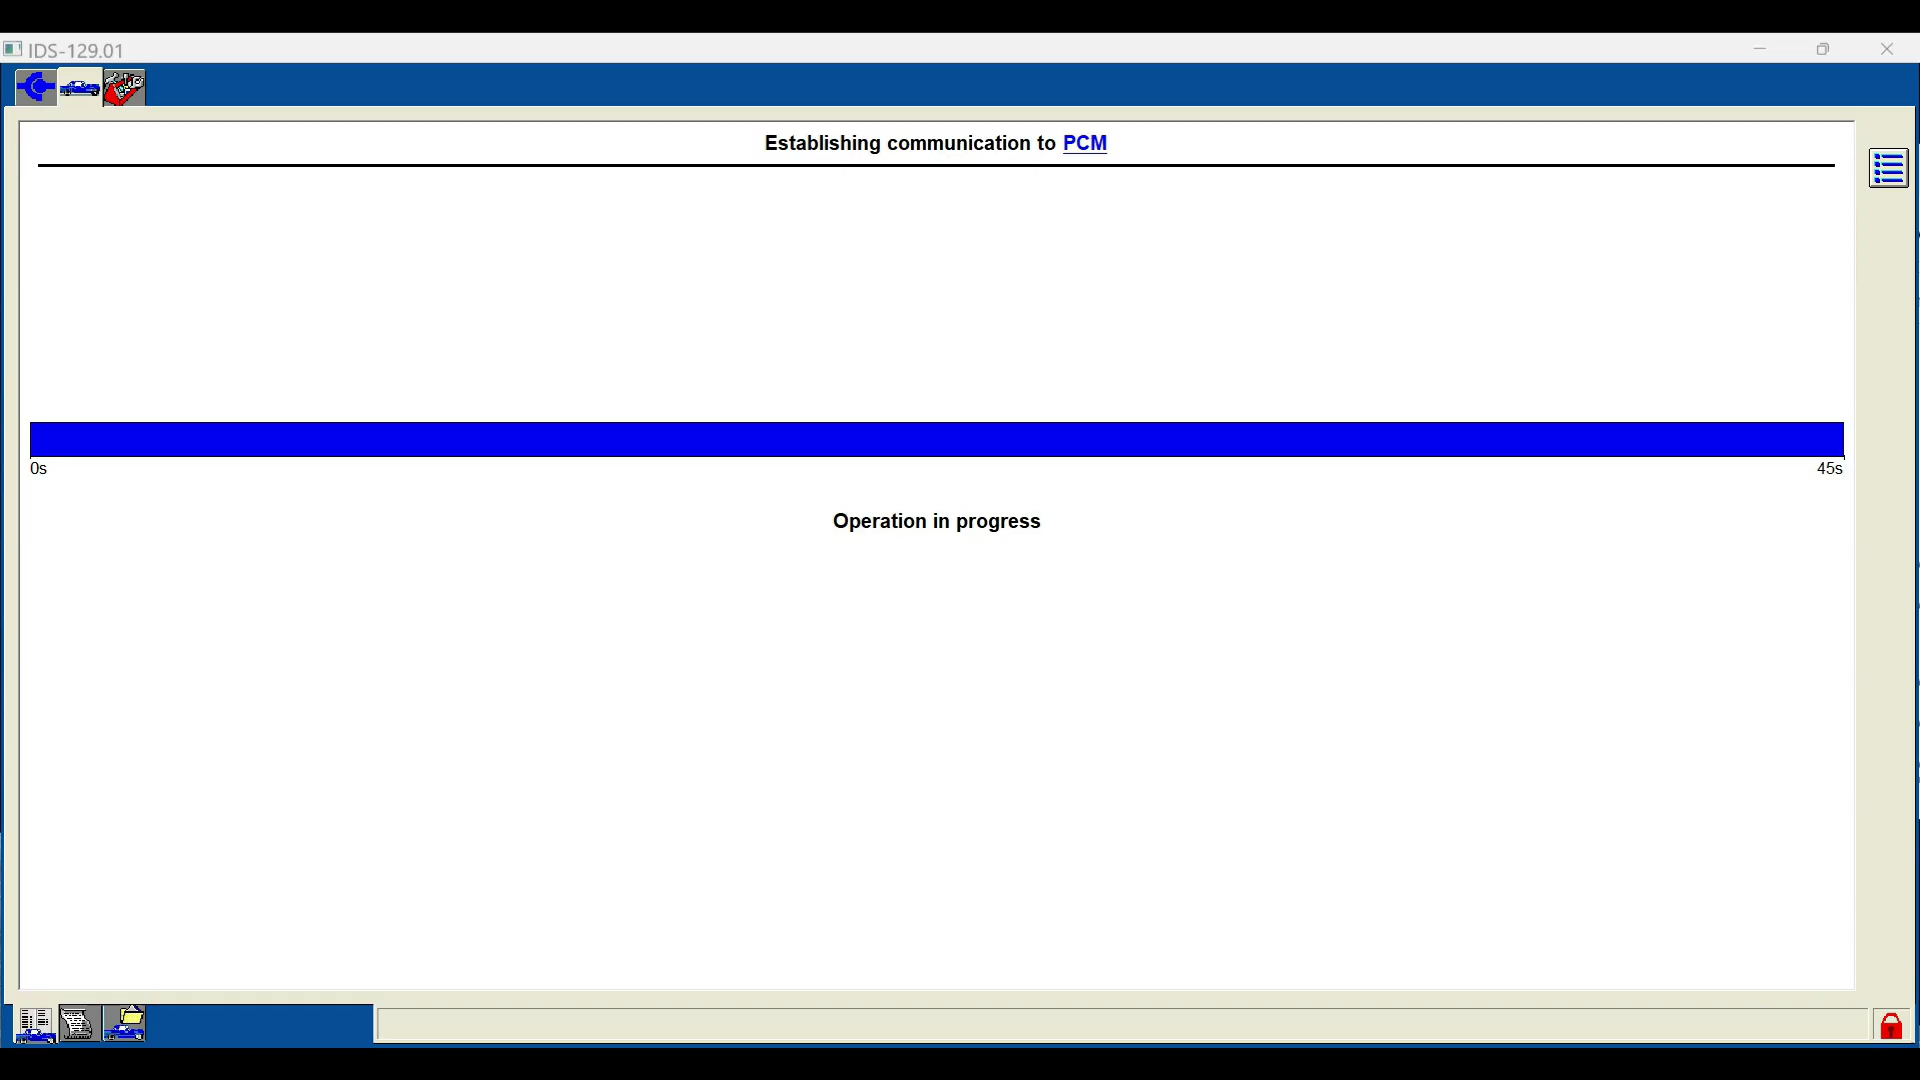 IDS-129.01
Establishing communication to PCM
0s
45s
Operation in progress